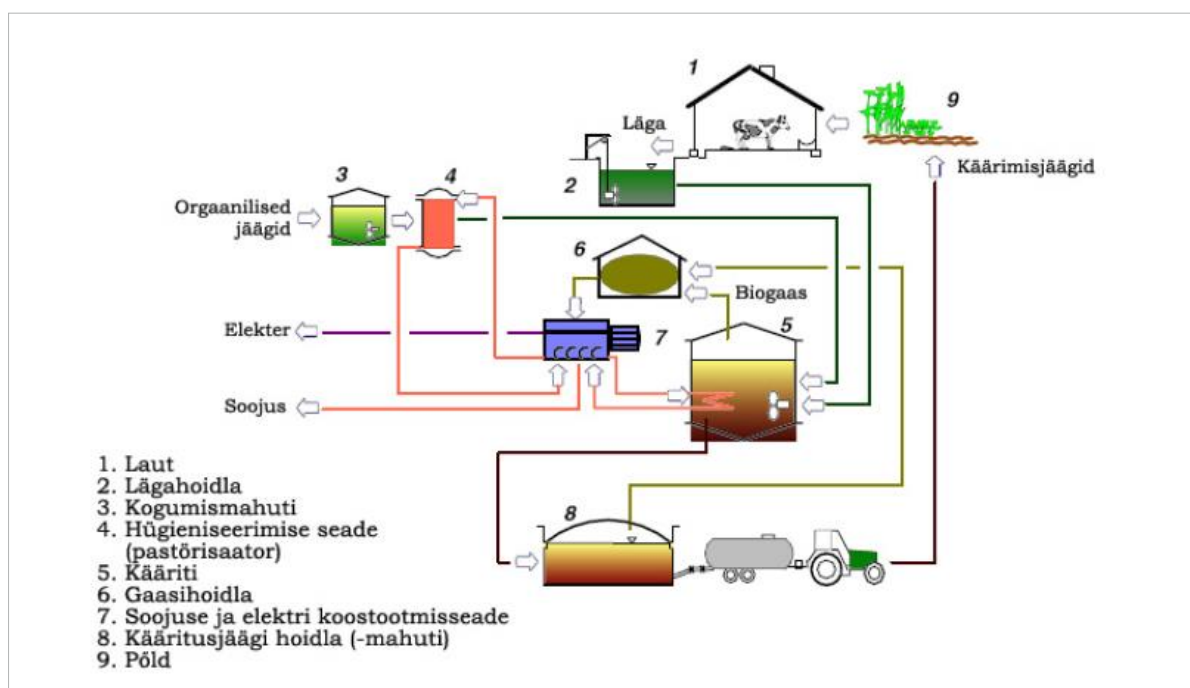 1
9
Läga
Käärimisjäägid
2
3
4
Orgaanilised
jäägid
6
Biogaas
5
Elekter
7
Soojus
8
1. Laut
2. Lägahoidla
3. Kogumismahuti
4. Hügieniseerimise seade
(pastörisaator)
5. Kääriti
6. Gaasihoidla
7. Soojuse ja elektri koostootmisseade
8. Kääritusjäägi hoidla (-mahuti)
9. Põld